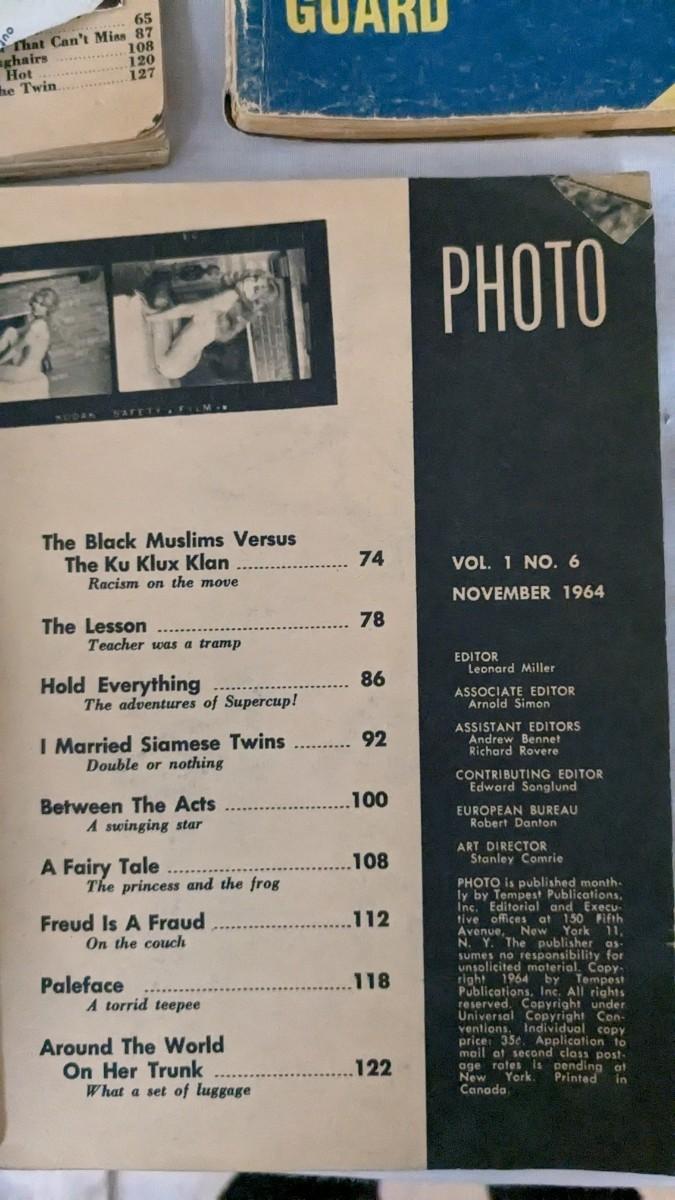 65
That Can't Miss 87
108
Hot 120
The Twin 127
GUARD
KODAK SAFETY FILM
The Black Muslims Versus
The Ku Klux Klan .................... 74
Racism on the move
The Lesson .................................. 78
Teacher was a tramp
Hold Everything ........................ 86
The adventures of Supercup!
I Married Siamese Twins .......... 92
Double or nothing
Between The Acts ......................100
A swinging star
A Fairy Tale ................................108
The princess and the frog
Freud Is A Fraud ........................112
On the couch
Paleface ....................................118
A torrid teepee
Around The World
On Her Trunk ........................122
What a set of luggage
PHOTO
VOL. 1 NO. 6
NOVEMBER 1964
EDITOR
Leonard Miller
ASSOCIATE EDITOR
Arnold Simon
ASSISTANT EDITORS
Andrew Bennet
Richard Rovere
CONTRIBUTING EDITOR
Edward Sanglund
EUROPEAN BUREAU
Robert Danton
ART DIRECTOR
Stanley Comrie
PHOTO is published month-
ly by Tempest Publications,
Inc. Editorial and Execu-
tive offices at 150 Fifth
Avenue, New York 11,
N. Y. The publisher as-
sumes no responsibility for
unsolicited material. Copy-
right 1964 by Tempest
Publications, Inc. All rights
reserved. Copyright under
Universal Copyright Con-
ventions. Individual copy
price: 35¢. Application to
mail at second class post-
age rates is pending at
New York. Printed in
Canada.